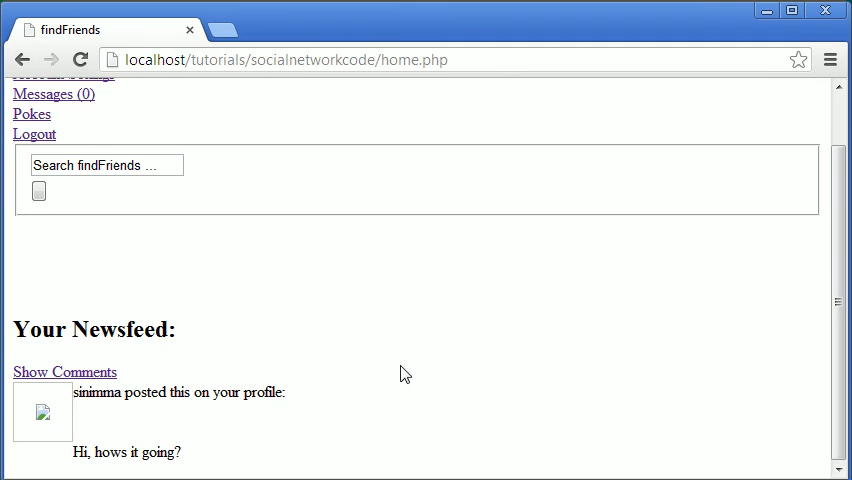 findFriends
localhost/tutorials/socialnetworkcode/home.php
Messages (0)
Pokes
Logout
Search findFriends ...
Your Newsfeed:
Show Comments
sinimma posted this on your profile:
Hi, hows it going?